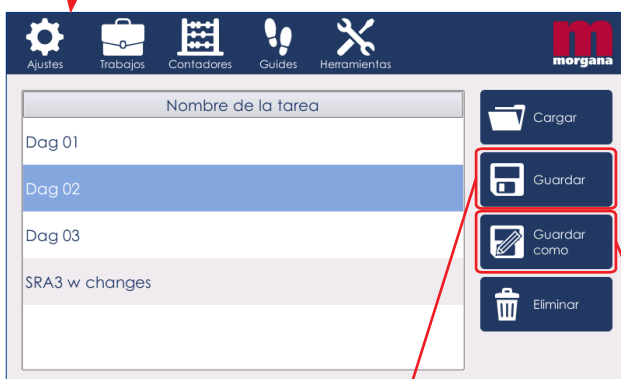 Ajustes Trabajos Contadores Guides Herramientas morgana
Nombre de la tarea
Cargar
Dag 01
Guardar
Dag 02
Dag 03
Guardar
como
SRA3 w changes
Eliminar